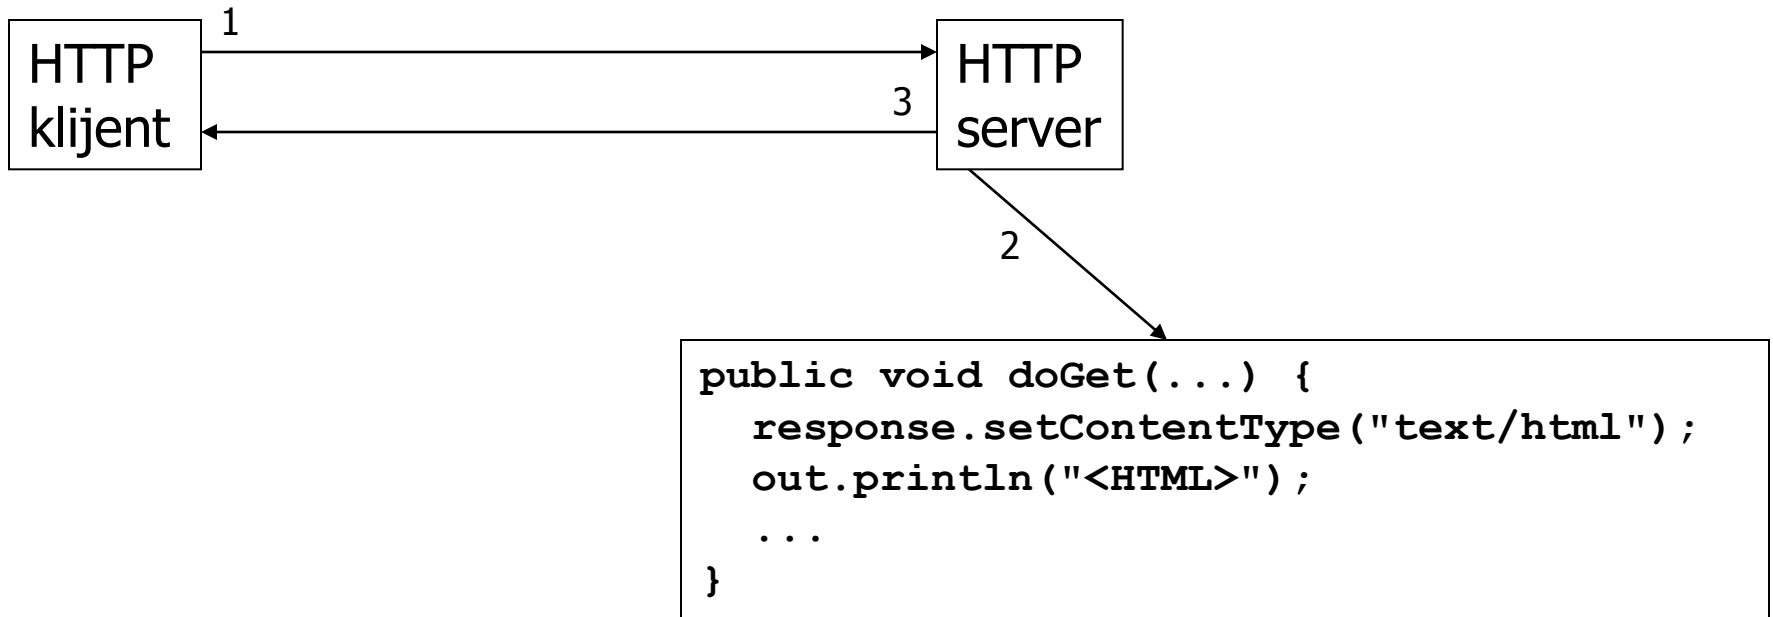 1
HTTP
klijent
HTTP
server
3
2
public void doGet(...) {
response.setContentType("text/html");
out.println("<HTML>");
...
}